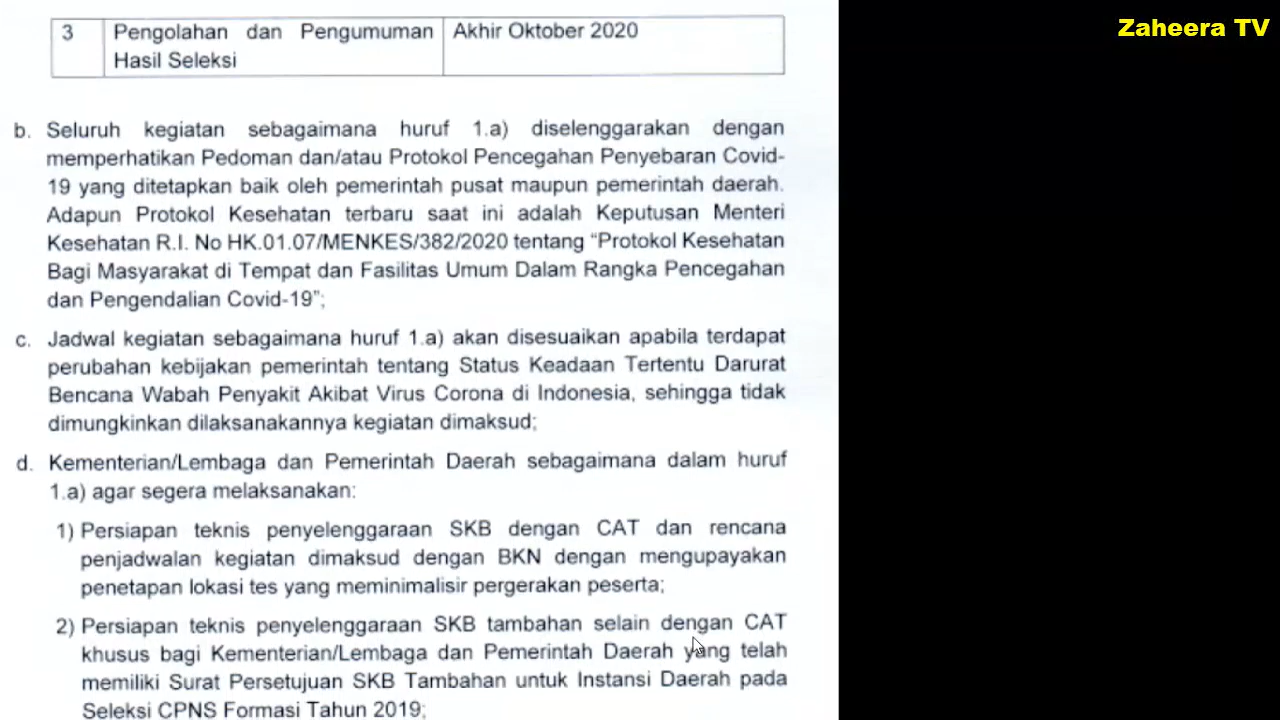 Zaheera TV
3 Pengolahan dan Pengumuman Akhir Oktober 2020
Hasil Seleksi
b. Seluruh kegiatan sebagaimana huruf 1.a) diselenggarakan dengan
memperhatikan Pedoman dan/atau Protokol Pencegahan Penyebaran Covid-
19 yang ditetapkan baik oleh pemerintah pusat maupun pemerintah daerah.
Adapun Protokol Kesehatan terbaru saat ini adalah Keputusan Menteri
Kesehatan R.I. No HK.01.07/MENKES/382/2020 tentang “Protokol Kesehatan
Bagi Masyarakat di Tempat dan Fasilitas Umum Dalam Rangka Pencegahan
dan Pengendalian Covid-19”;
c. Jadwal kegiatan sebagaimana huruf 1.a) akan disesuaikan apabila terdapat
perubahan kebijakan pemerintah tentang Status Keadaan Tertentu Darurat
Bencana Wabah Penyakit Akibat Virus Corona di Indonesia, sehingga tidak
dimungkinkan dilaksanakannya kegiatan dimaksud;
d. Kementerian/Lembaga dan Pemerintah Daerah sebagaimana dalam huruf
1.a) agar segera melaksanakan:
1) Persiapan teknis penyelenggaraan SKB dengan CAT dan rencana
penjadwalan kegiatan dimaksud dengan BKN dengan mengupayakan
penetapan lokasi tes yang meminimalisir pergerakan peserta;
2) Persiapan teknis penyelenggaraan SKB tambahan selain dengan CAT
khusus bagi Kementerian/Lembaga dan Pemerintah Daerah yang telah
memiliki Surat Persetujuan SKB Tambahan untuk Instansi Daerah pada
Seleksi CPNS Formasi Tahun 2019;